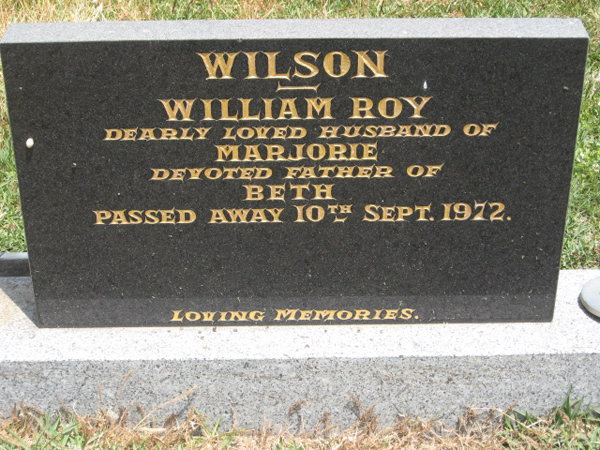 WILSON
WILLIAM ROY
DEARLY LOVED HUSBAND OF
MARJORIE
DEVOTED FATHER OF
BETH
PASSED AWAY 10TH SEPT. 1972.
LOVING MEMORIES.